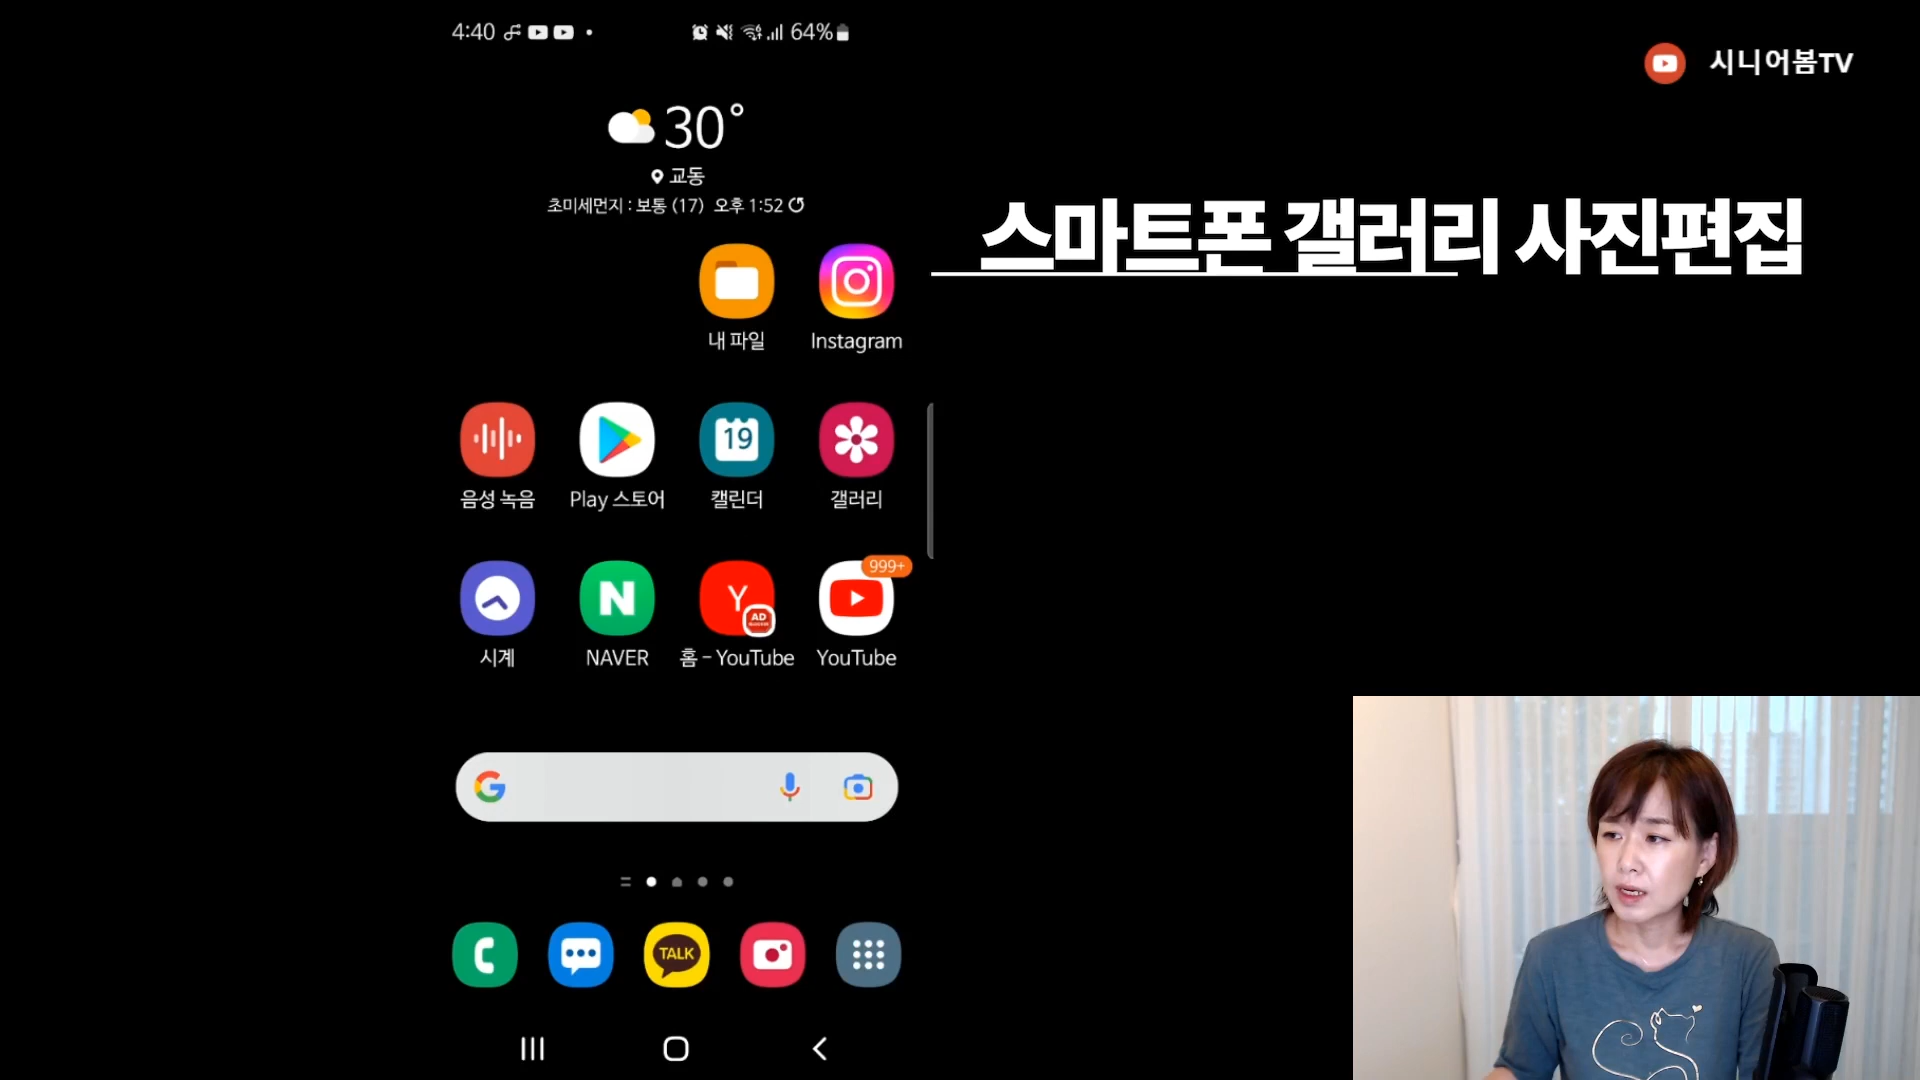 4:40
64%
시니어봄TV
30°
교동
초미세먼지 : 보통 (17) 오후 1:52
스마트폰 갤러리 사진편집
내 파일
Instagram
19
음성 녹음
Play 스토어
캘린더
갤러리
999+
N
Y
AD
시계
NAVER
홈 – YouTube
YouTube
G
TALK